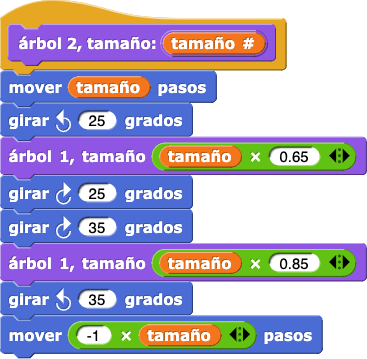 árbol 2, tamaño: tamaño #
mover tamaño pasos
girar 25 grados
árbol 1, tamaño tamaño × 0.65
girar 25 grados
girar 35 grados
árbol 1, tamaño tamaño × 0.85
girar 35 grados
mover -1 × tamaño pasos